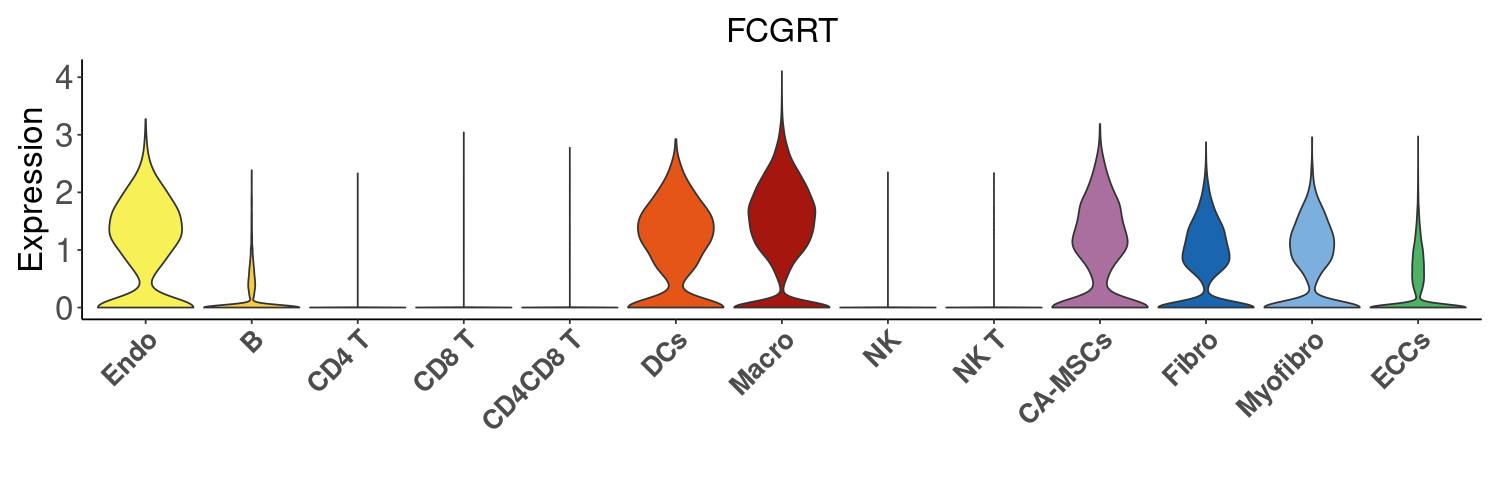 FCGRT
Expression
4
3
2
1
0
Endo
B
CD4 T
CD8 T
CD4CD8 T
DCs
Macro
NK
NK T
CA-MSCs
Fibro
Myofibro
ECCs